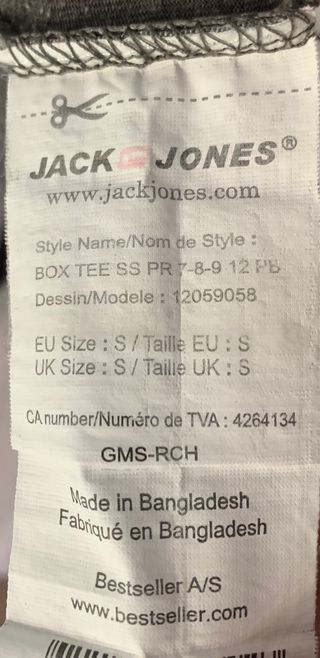 JACK & JONES®
www.jackjones.com
Style Name/Nom de Style :
BOX TEE SS PR 7-8-9 12 PB
Dessin/Modele : 12059058
EU Size : S / Taille EU : S
UK Size : S / Taille UK : S
CA number/Numéro de TVA : 4264134
GMS-RCH
Made in Bangladesh
Fabriqué en Bangladesh
Bestseller A/S
www.bestseller.com